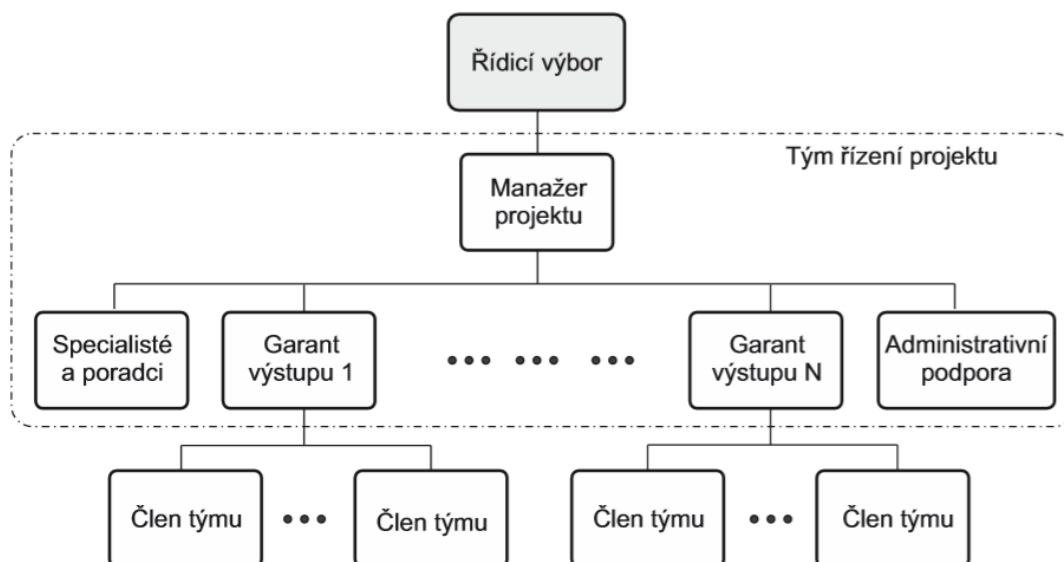 Řídicí výbor
Tým řízení projektu
Manažer
projektu
Specialisté
a poradci
Garant
výstupu 1
Garant
výstupu N
Administrativní
podpora
Člen týmu
Člen týmu
Člen týmu
Člen týmu